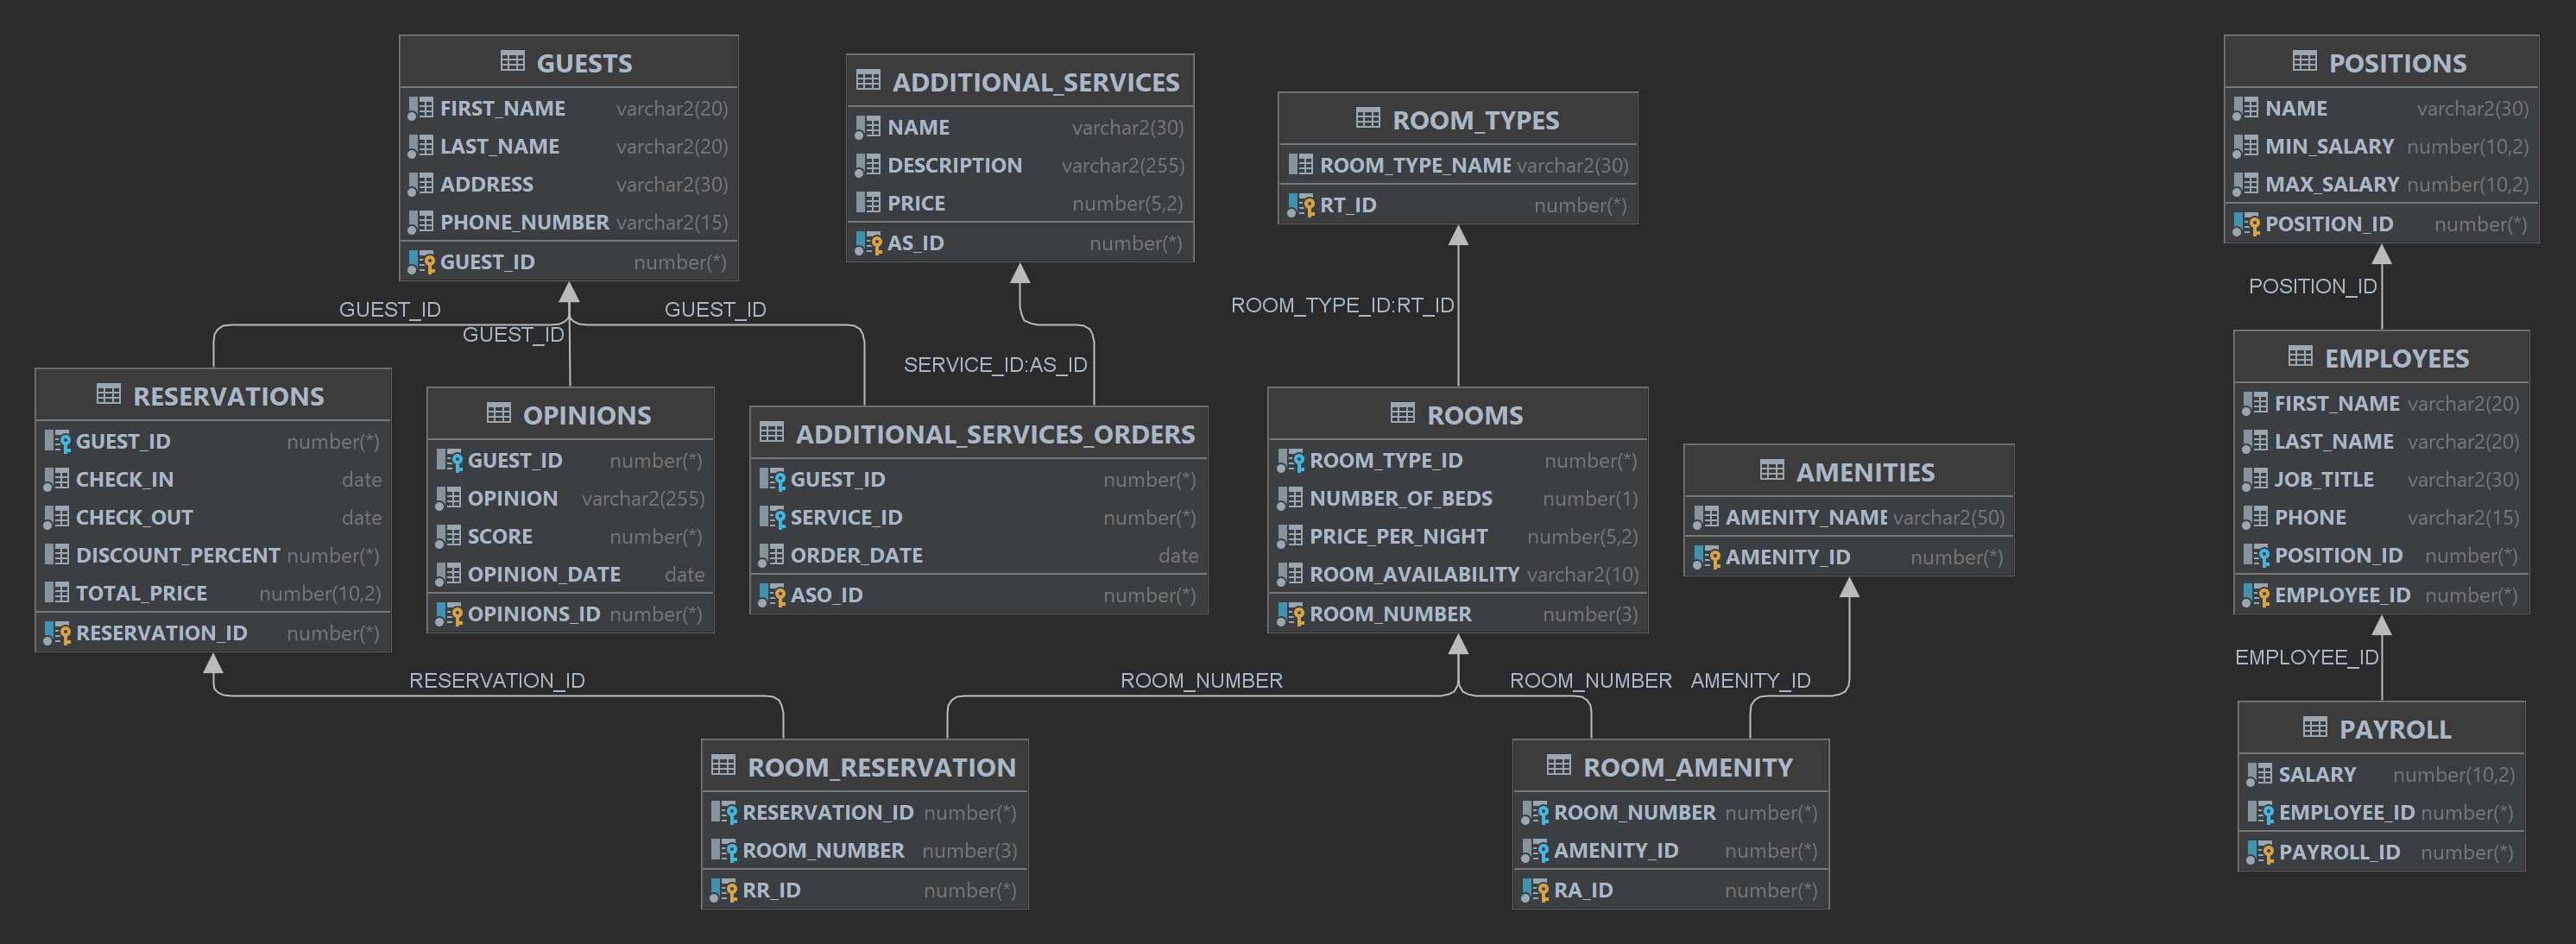 GUESTS
FIRST_NAME varchar2(20)
LAST_NAME varchar2(20)
ADDRESS varchar2(30)
PHONE_NUMBER varchar2(15)
GUEST_ID number(*)
ADDITIONAL_SERVICES
NAME varchar2(30)
DESCRIPTION varchar2(255)
PRICE number(5,2)
AS_ID number(*)
ROOM_TYPES
ROOM_TYPE_NAME varchar2(30)
RT_ID number(*)
POSITIONS
NAME varchar2(30)
MIN_SALARY number(10,2)
MAX_SALARY number(10,2)
POSITION_ID number(*)
GUEST_ID
GUEST_ID
GUEST_ID
SERVICE_ID:AS_ID
ROOM_TYPE_ID:RT_ID
POSITION_ID
RESERVATIONS
GUEST_ID number(*)
CHECK_IN date
CHECK_OUT date
DISCOUNT_PERCENT number(*)
TOTAL_PRICE number(10,2)
RESERVATION_ID number(*)
OPINIONS
GUEST_ID number(*)
OPINION varchar2(255)
SCORE number(*)
OPINION_DATE date
OPINIONS_ID number(*)
ADDITIONAL_SERVICES_ORDERS
GUEST_ID number(*)
SERVICE_ID number(*)
ORDER_DATE date
ASO_ID number(*)
ROOMS
ROOM_TYPE_ID number(*)
NUMBER_OF_BEDS number(1)
PRICE_PER_NIGHT number(5,2)
ROOM_AVAILABILITY varchar2(10)
ROOM_NUMBER number(3)
AMENITIES
AMENITY_NAME varchar2(50)
AMENITY_ID number(*)
EMPLOYEES
FIRST_NAME varchar2(20)
LAST_NAME varchar2(20)
JOB_TITLE varchar2(30)
PHONE varchar2(15)
POSITION_ID number(*)
EMPLOYEE_ID number(*)
RESERVATION_ID
ROOM_NUMBER
ROOM_NUMBER
AMENITY_ID
EMPLOYEE_ID
ROOM_RESERVATION
RESERVATION_ID number(*)
ROOM_NUMBER number(3)
RR_ID number(*)
ROOM_AMENITY
ROOM_NUMBER number(*)
AMENITY_ID number(*)
RA_ID number(*)
PAYROLL
SALARY number(10,2)
EMPLOYEE_ID number(*)
PAYROLL_ID number(*)